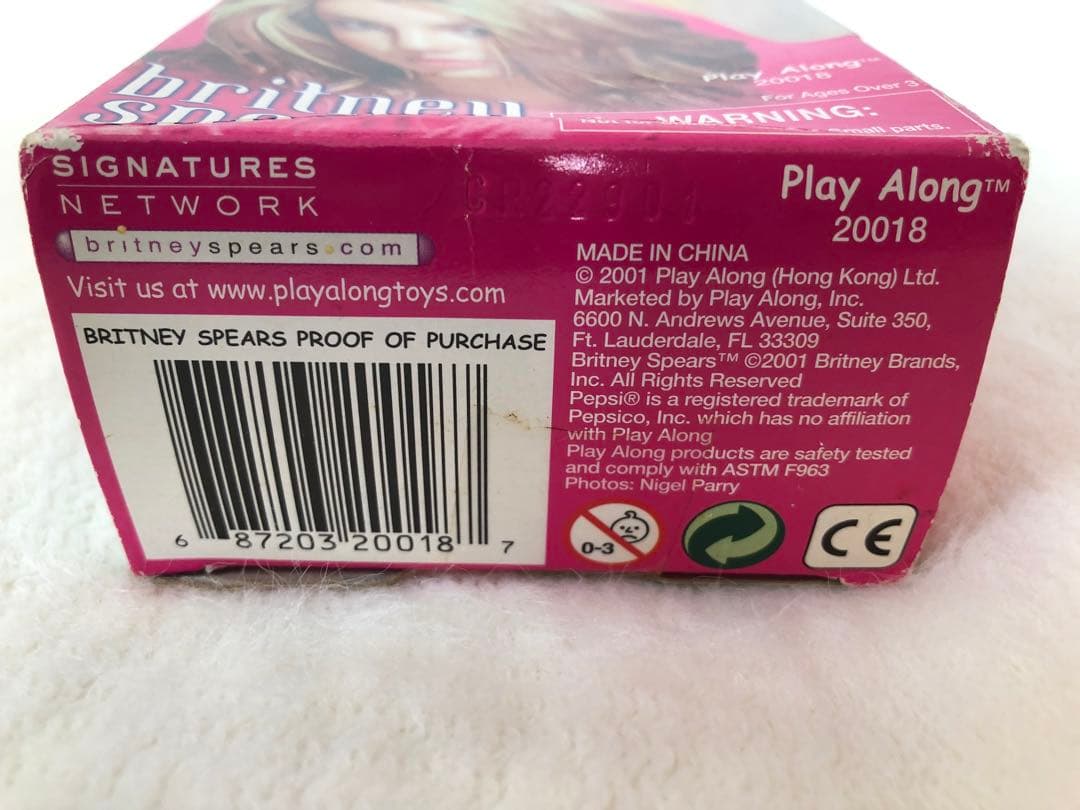 britney
Play Along™
20018
For Ages Over 3
WARNING:
small parts.
SIGNATURES
NETWORK
britneyspears.com
Visit us at www.playalongtoys.com
BRITNEY SPEARS PROOF OF PURCHASE
6 87203 20018 7
Play Along™
20018
MADE IN CHINA
© 2001 Play Along (Hong Kong) Ltd.
Marketed by Play Along, Inc.
6600 N. Andrews Avenue, Suite 350,
Ft. Lauderdale, FL 33309
Britney Spears™ ©2001 Britney Brands,
Inc. All Rights Reserved
Pepsi® is a registered trademark of
Pepsico, Inc. which has no affiliation
with Play Along
Play Along products are safety tested
and comply with ASTM F963
Photos: Nigel Parry
0-3
CE